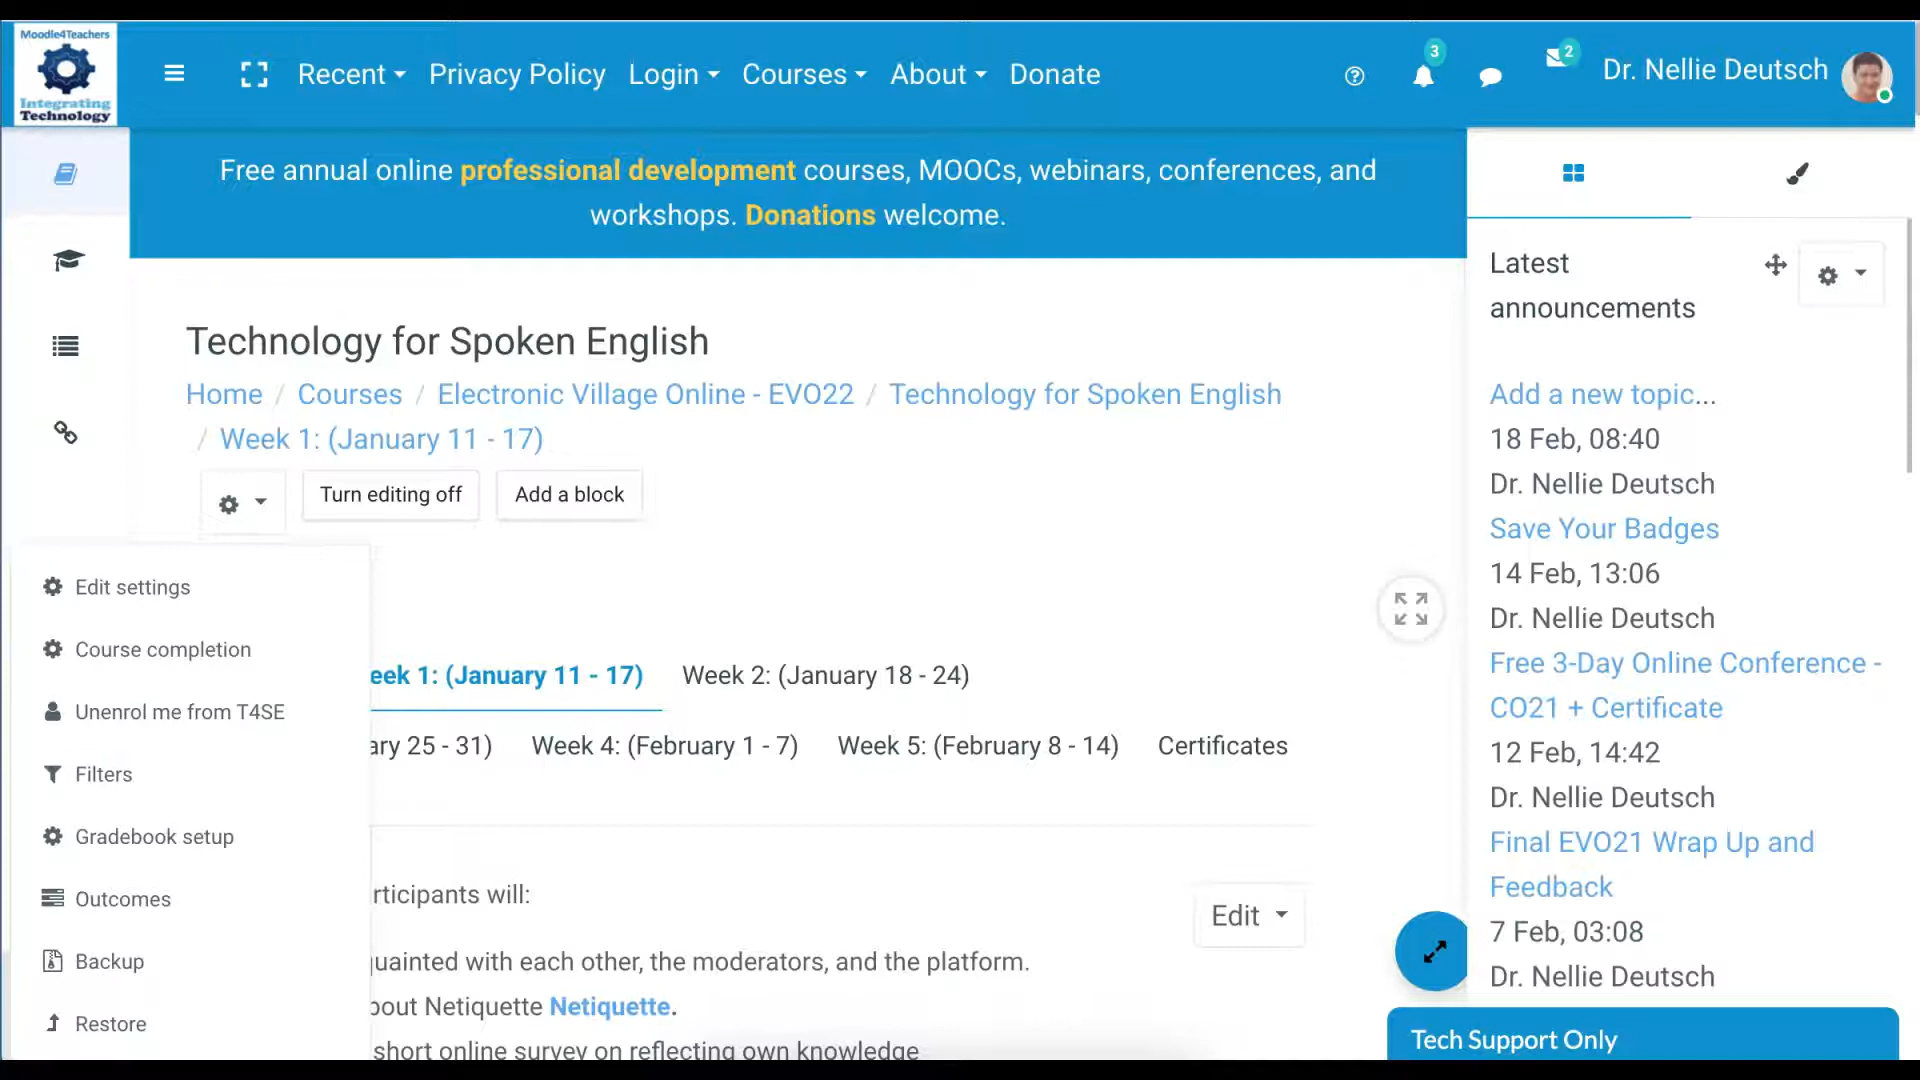 Moodle4Teachers
Integrating
Technology
Recent
Privacy Policy
Login
Courses
About
Donate
3
2
Dr. Nellie Deutsch
Free annual online professional development courses, MOOCs, webinars, conferences, and
workshops. Donations welcome.
Technology for Spoken English
Home / Courses / Electronic Village Online - EVO22 / Technology for Spoken English
/ Week 1: (January 11 - 17)
Turn editing off
Add a block
Edit settings
Course completion
Unenrol me from T4SE
Filters
Gradebook setup
Outcomes
Backup
Restore
eek 1: (January 11 - 17)
Week 2: (January 18 - 24)
ary 25 - 31)
Week 4: (February 1 - 7)
Week 5: (February 8 - 14)
Certificates
rticipants will:
Edit
quainted with each other, the moderators, and the platform.
bout Netiquette Netiquette.
short online survey on reflecting own knowledge
Latest
announcements
Add a new topic...
18 Feb, 08:40
Dr. Nellie Deutsch
Save Your Badges
14 Feb, 13:06
Dr. Nellie Deutsch
Free 3-Day Online Conference -
CO21 + Certificate
12 Feb, 14:42
Dr. Nellie Deutsch
Final EVO21 Wrap Up and
Feedback
7 Feb, 03:08
Dr. Nellie Deutsch
Tech Support Only